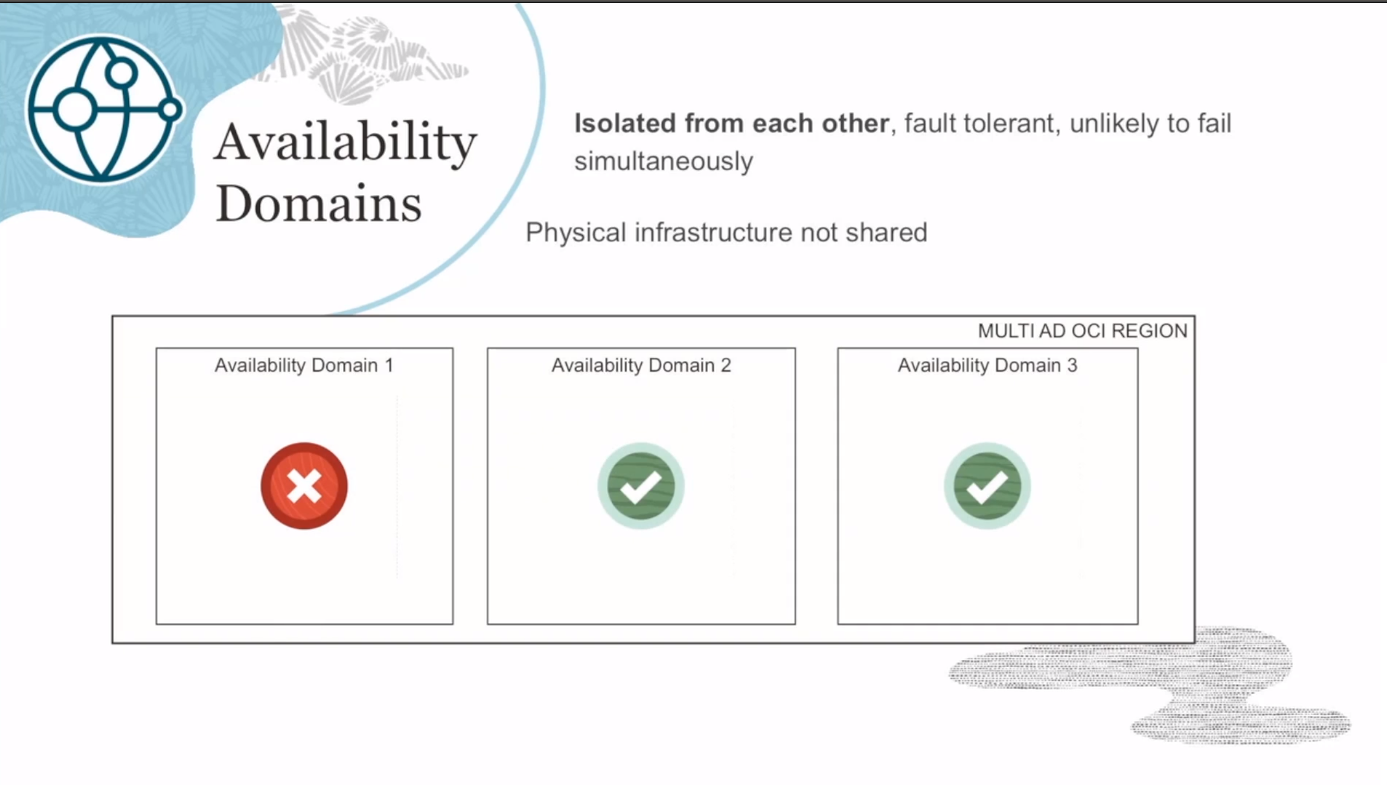 Availability
Domains
Isolated from each other, fault tolerant, unlikely to fail
simultaneously
Physical infrastructure not shared
MULTI AD OCI REGION
Availability Domain 1
Availability Domain 2
Availability Domain 3